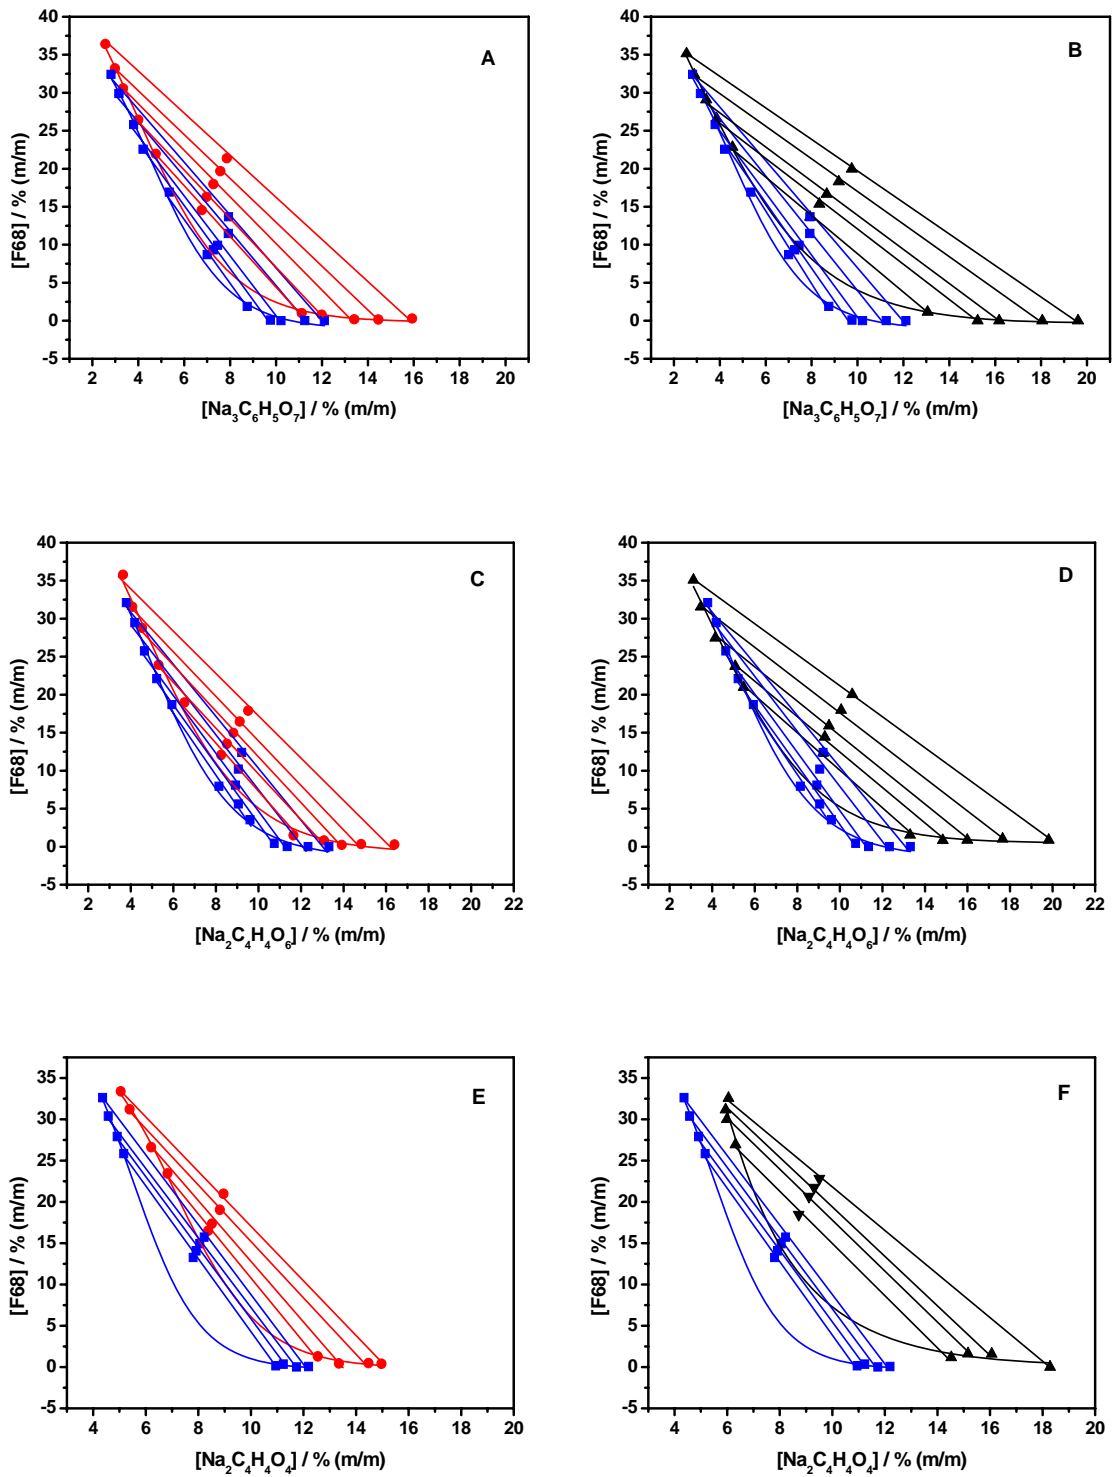 A
[F68] / % (m/m)
40
35
30
25
20
15
10
5
0
-5
2 4 6 8 10 12 14 16 18 20
[Na3C6H5O7] / % (m/m)
B
[F68] / % (m/m)
40
35
30
25
20
15
10
5
0
-5
2 4 6 8 10 12 14 16 18 20
[Na3C6H5O7] / % (m/m)
C
[F68] / % (m/m)
40
35
30
25
20
15
10
5
0
-5
2 4 6 8 10 12 14 16 18 20 22
[Na2C4H4O6] / % (m/m)
D
[F68] / % (m/m)
40
35
30
25
20
15
10
5
0
-5
2 4 6 8 10 12 14 16 18 20 22
[Na2C4H4O6] / % (m/m)
E
[F68] / % (m/m)
35
30
25
20
15
10
5
0
-5
4 6 8 10 12 14 16 18 20
[Na2C4H4O4] / % (m/m)
F
[F68] / % (m/m)
35
30
25
20
15
10
5
0
-5
4 6 8 10 12 14 16 18 20
[Na2C4H4O4] / % (m/m)